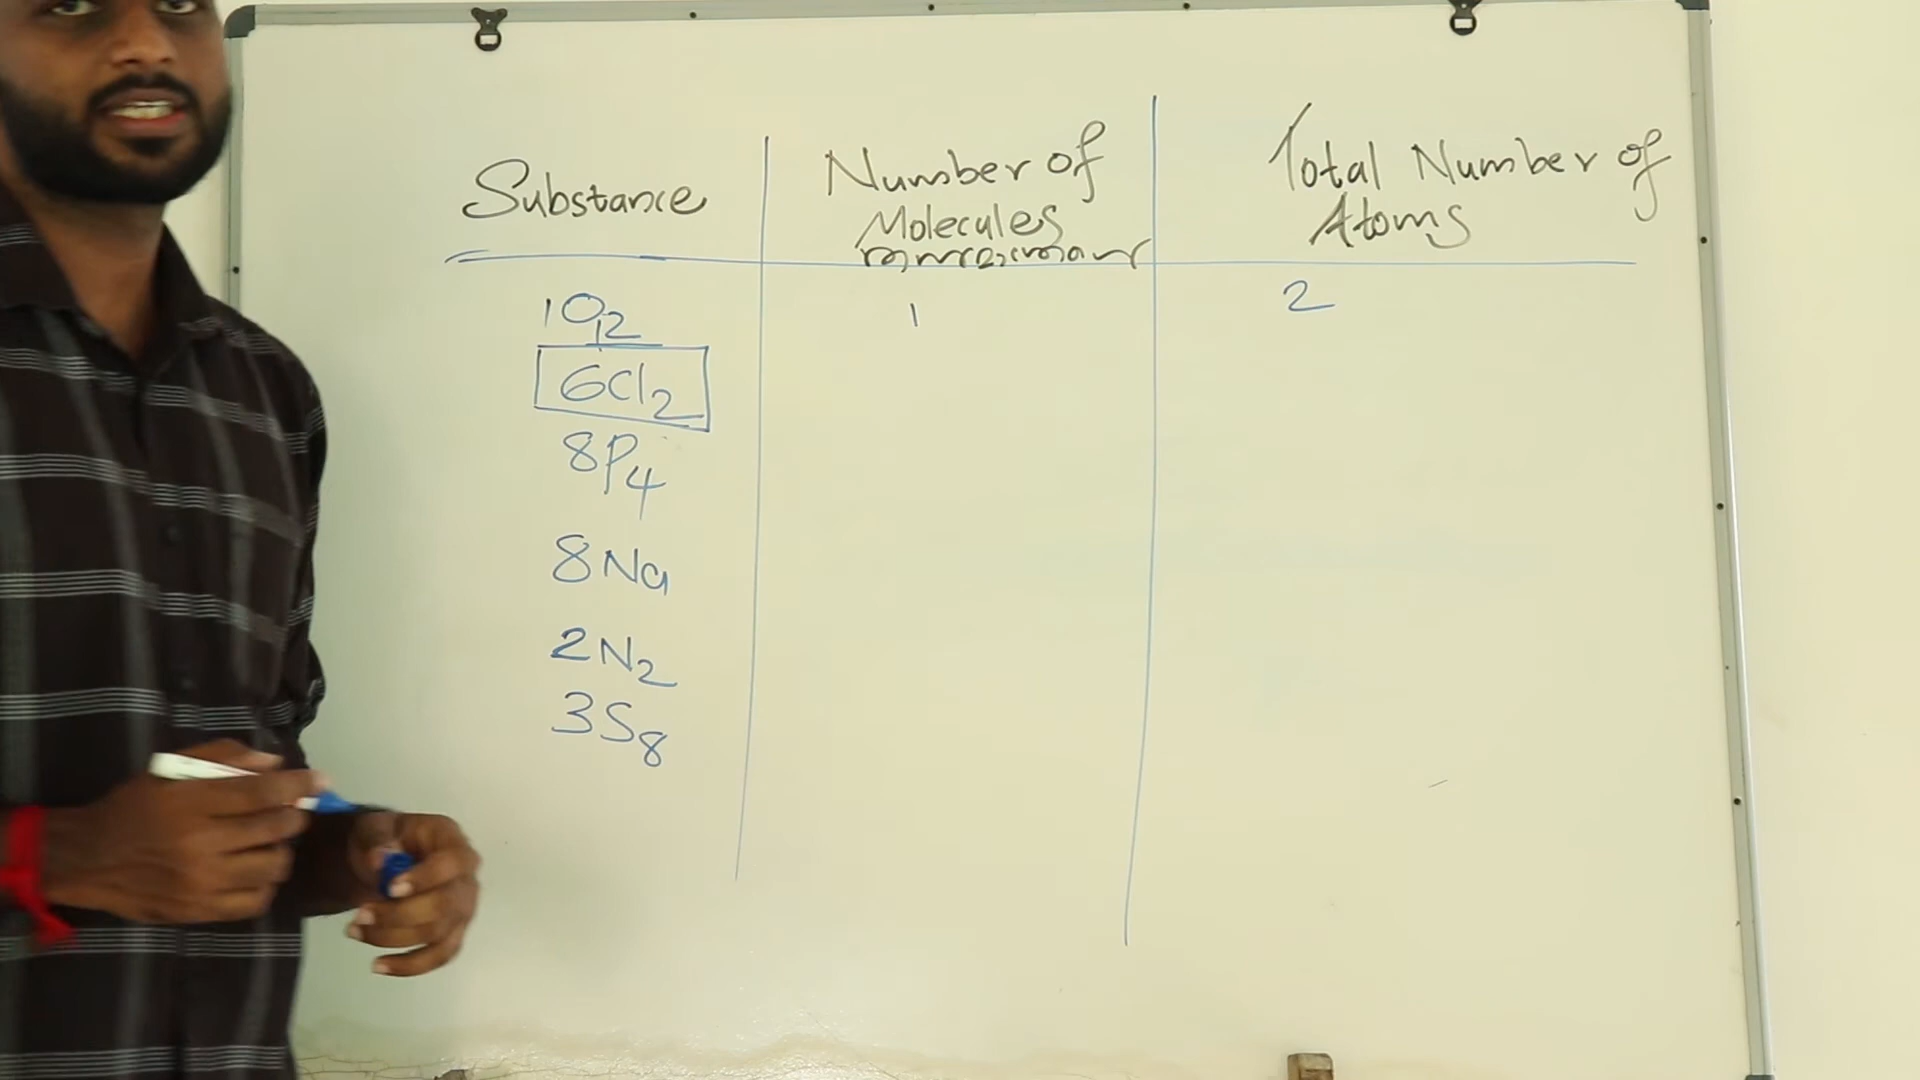 Substance
Number of
Molecules
Total Number of
Atoms
1O₂ 1 2
6Cl₂
8P₄
8Na
2N₂
3S₈